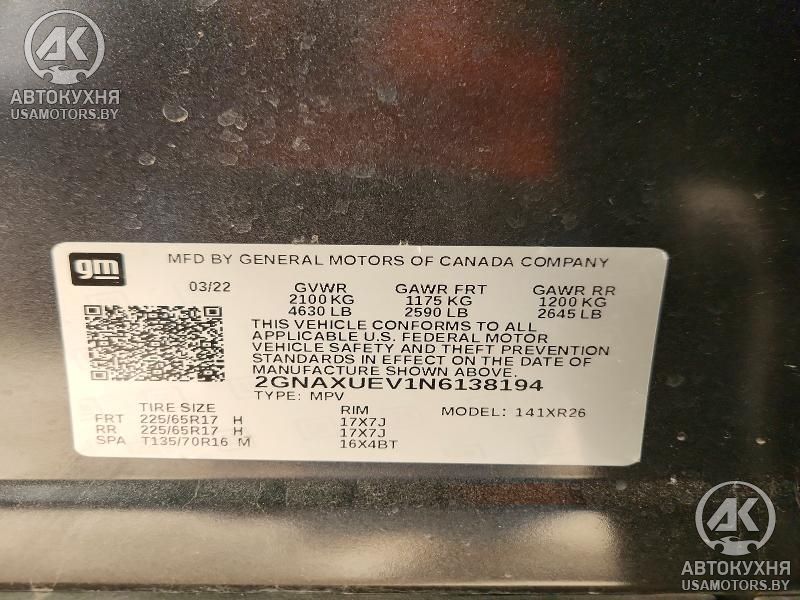 AK
АВТОКУХНЯ
USAMOTORS.BY
gm
MFD BY GENERAL MOTORS OF CANADA COMPANY
03/22 GVWR GAWR FRT GAWR RR
2100 KG 1175 KG 1200 KG
4630 LB 2590 LB 2645 LB
THIS VEHICLE CONFORMS TO ALL
APPLICABLE U.S. FEDERAL MOTOR
VEHICLE SAFETY AND THEFT PREVENTION
STANDARDS IN EFFECT ON THE DATE OF
MANUFACTURE SHOWN ABOVE.
2GNAXUEV1N6138194
TYPE: MPV
TIRE SIZE RIM MODEL: 141XR26
FRT 225/65R17 H 17X7J
RR 225/65R17 H 17X7J
SPA T135/70R16 M 16X4BT
AK
АВТОКУХНЯ
USAMOTORS.BY